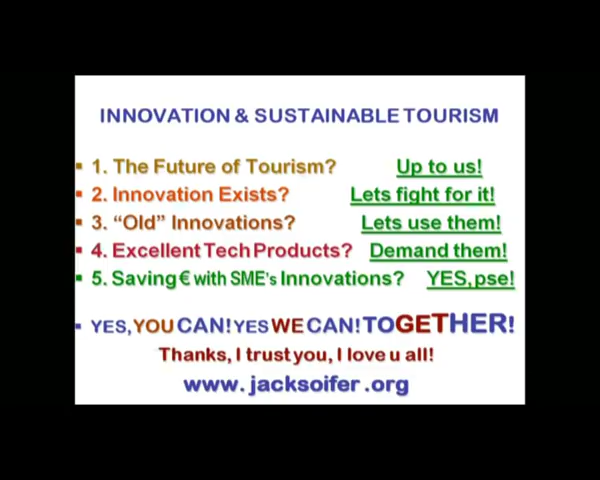 INNOVATION & SUSTAINABLE TOURISM
1. The Future of Tourism? Up to us!
2. Innovation Exists? Lets fight for it!
3. “Old” Innovations? Lets use them!
4. Excellent Tech Products? Demand them!
5. Saving € with SME's Innovations? YES, pse!
YES, YOU CAN! YES WE CAN! TOGETHER!
Thanks, I trust you, I love u all!
www. jacksoifer .org